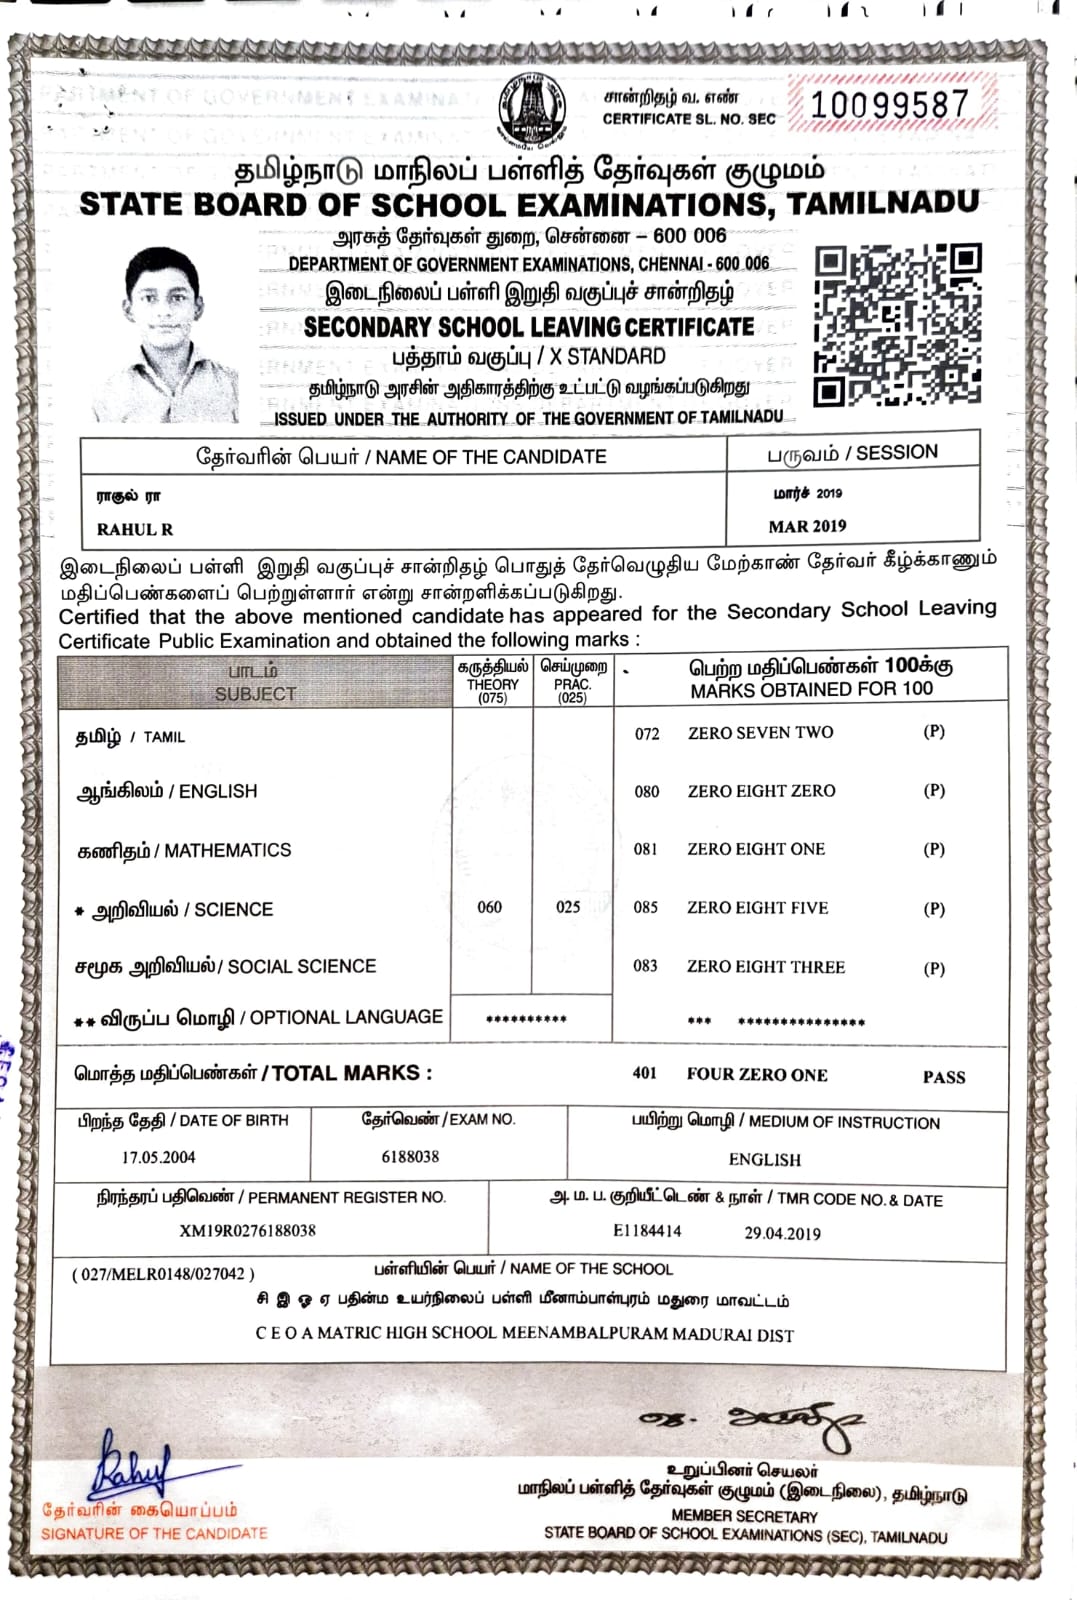 சான்றிதழ் வ. எண்
CERTIFICATE SL. NO. SEC 10099587
தமிழ்நாடு மாநிலப் பள்ளித் தேர்வுகள் குழுமம்
STATE BOARD OF SCHOOL EXAMINATIONS, TAMILNADU
அரசுத் தேர்வுகள் துறை, சென்னை – 600 006
DEPARTMENT OF GOVERNMENT EXAMINATIONS, CHENNAI - 600 006
இடைநிலைப் பள்ளி இறுதி வகுப்புச் சான்றிதழ்
SECONDARY SCHOOL LEAVING CERTIFICATE
பத்தாம் வகுப்பு / X STANDARD
தமிழ்நாடு அரசின் அதிகாரத்திற்கு உட்பட்டு வழங்கப்படுகிறது
ISSUED UNDER THE AUTHORITY OF THE GOVERNMENT OF TAMILNADU
தேர்வரின் பெயர் / NAME OF THE CANDIDATE பருவம் / SESSION
ராகுல் ரா மார்ச் 2019
RAHUL R MAR 2019
இடைநிலைப் பள்ளி இறுதி வகுப்புச் சான்றிதழ் பொதுத் தேர்வெழுதிய மேற்காண் தேர்வர் கீழ்க்காணும்
மதிப்பெண்களைப் பெற்றுள்ளார் என்று சான்றளிக்கப்படுகிறது.
Certified that the above mentioned candidate has appeared for the Secondary School Leaving
Certificate Public Examination and obtained the following marks :
பாடம் கருத்தியல் செய்முறை பெற்ற மதிப்பெண்கள் 100க்கு
SUBJECT THEORY PRAC. MARKS OBTAINED FOR 100
(075) (025)
தமிழ் / TAMIL 072 ZERO SEVEN TWO (P)
ஆங்கிலம் / ENGLISH 080 ZERO EIGHT ZERO (P)
கணிதம் / MATHEMATICS 081 ZERO EIGHT ONE (P)
* அறிவியல் / SCIENCE 060 025 085 ZERO EIGHT FIVE (P)
சமூக அறிவியல் / SOCIAL SCIENCE 083 ZERO EIGHT THREE (P)
** விருப்ப மொழி / OPTIONAL LANGUAGE ********** *** ***************
மொத்த மதிப்பெண்கள் / TOTAL MARKS : 401 FOUR ZERO ONE PASS
பிறந்த தேதி / DATE OF BIRTH தேர்வெண் / EXAM NO. பயிற்று மொழி / MEDIUM OF INSTRUCTION
17.05.2004 6188038 ENGLISH
நிரந்தரப் பதிவெண் / PERMANENT REGISTER NO. அ. ம. ப. குறியீட்டெண் & நாள் / TMR CODE NO. & DATE
XM19R0276188038 E1184414 29.04.2019
( 027/MELR0148/027042 ) பள்ளியின் பெயர் / NAME OF THE SCHOOL
சி இ ஓ ஏ பதின்ம உயர்நிலைப் பள்ளி மீனாம்பாள்புரம் மதுரை மாவட்டம்
C E O A MATRIC HIGH SCHOOL MEENAMBALPURAM MADURAI DIST
Rahul
தேர்வரின் கையொப்பம்
SIGNATURE OF THE CANDIDATE
உறுப்பினர் செயலர்
மாநிலப் பள்ளித் தேர்வுகள் குழுமம் (இடைநிலை), தமிழ்நாடு
MEMBER SECRETARY
STATE BOARD OF SCHOOL EXAMINATIONS (SEC), TAMILNADU